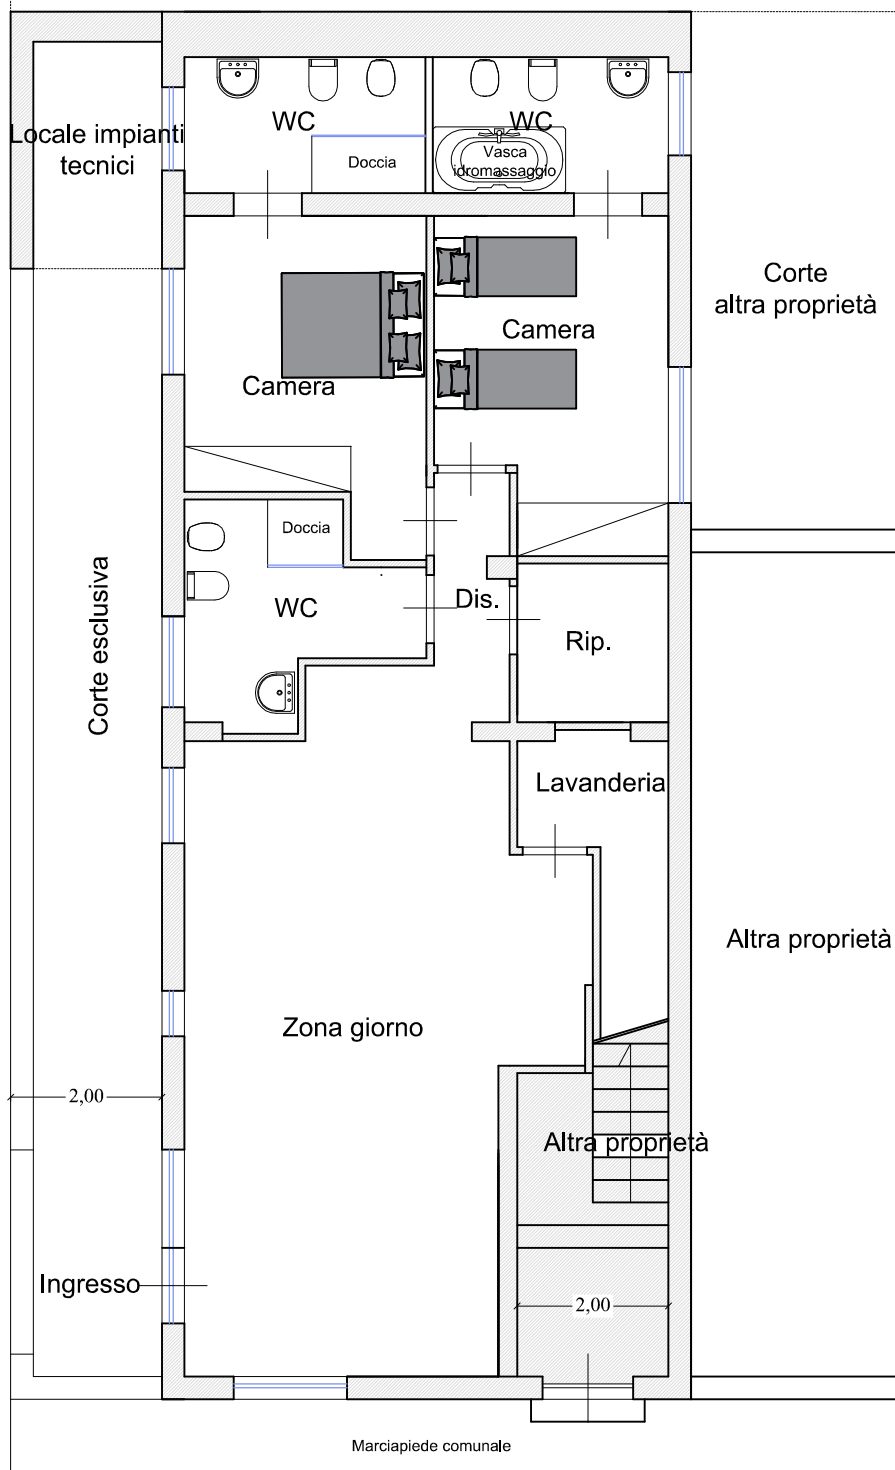 WC
WC
Locale impianti
tecnici
Doccia
Vasca
idromassaggio
Corte
altra proprietà
Camera
Camera
Doccia
Corte esclusiva
WC
Dis.
Rip.
Lavanderia
Altra proprietà
Zona giorno
2,00
Altra proprietà
Ingresso
2,00
Marciapiede comunale